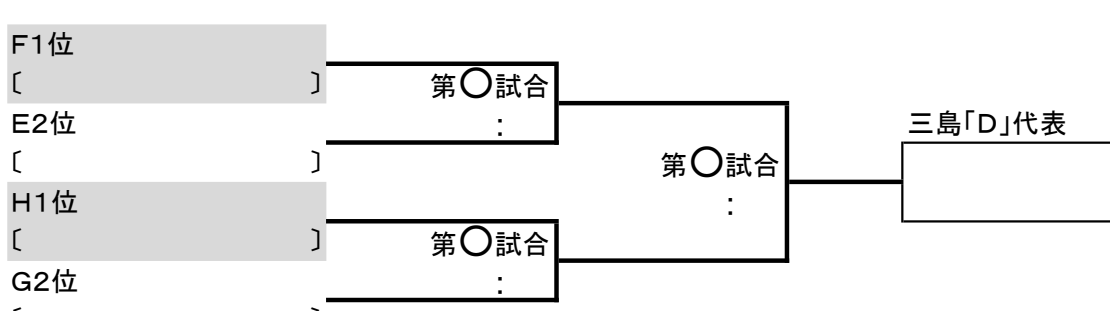 F1位
〔　　　〕
第〇試合
E2位
：
〔　　　〕
H1位
〔　　　〕
第〇試合
G2位
：
第〇試合
：
三島「D」代表